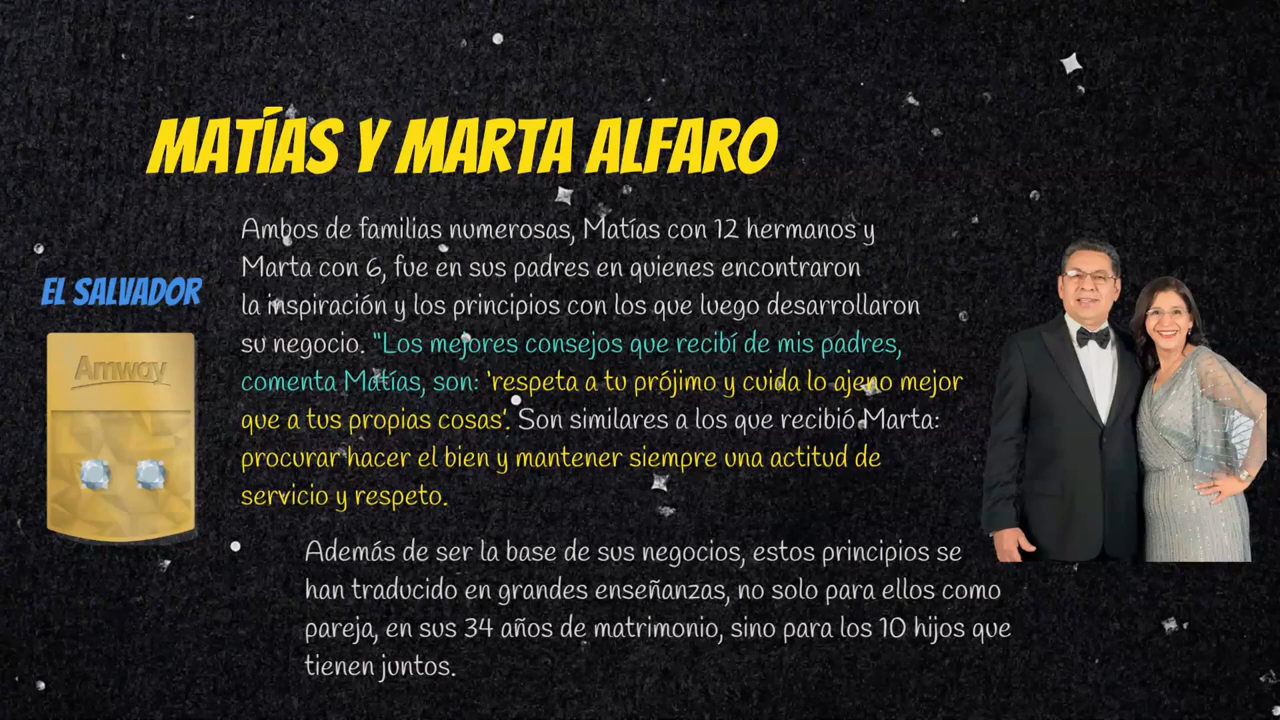 MATÍAS Y MARTA ALFARO
Ambos de familias numerosas, Matías con 12 hermanos y
Marta con 6, fue en sus padres en quienes encontraron
la inspiración y los principios con los que luego desarrollaron
su negocio. "Los mejores consejos que recibí de mis padres,
comenta Matías, son: 'respeta a tu prójimo y cuida lo ajeno mejor
que a tus propias cosas'. Son similares a los que recibió Marta:
procurar hacer el bien y mantener siempre una actitud de
servicio y respeto.
EL SALVADOR
Amway
Además de ser la base de sus negocios, estos principios se
han traducido en grandes enseñanzas, no solo para ellos como
pareja, en sus 34 años de matrimonio, sino para los 10 hijos que
tienen juntos.